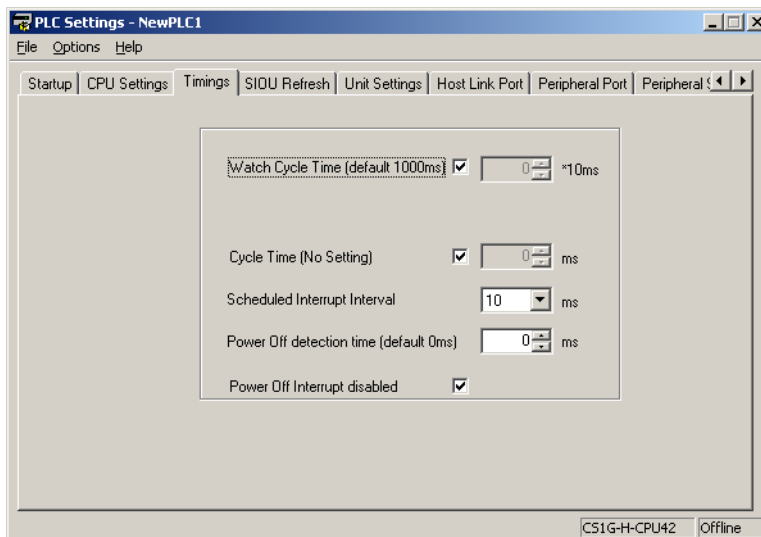 PLC Settings - NewPLC1
File Options Help
Startup CPU Settings Timings SIOU Refresh Unit Settings Host Link Port Peripheral Port Peripheral
Watch Cycle Time (default 1000ms) 0 *10ms
Cycle Time (No Setting) 0 ms
Scheduled Interrupt Interval 10 ms
Power Off detection time (default 0ms) 0 ms
Power Off Interrupt disabled
CS1G-H-CPU42 Offline